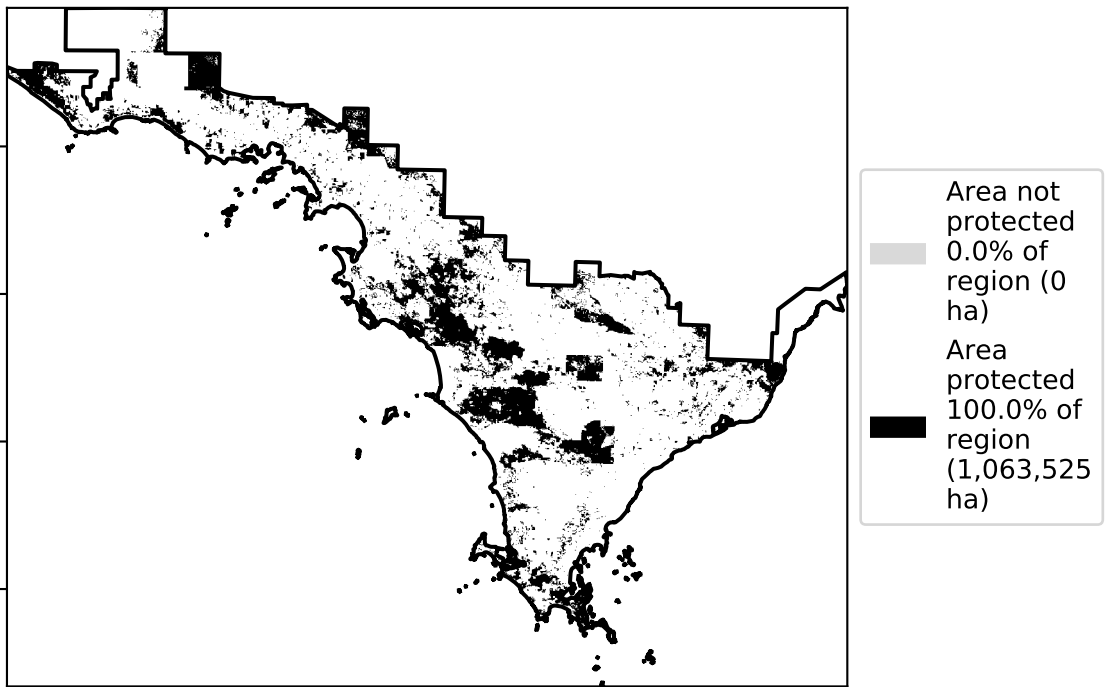 Area not
protected
0.0% of
region (0
ha)
Area
protected
100.0% of
region
(1,063,525
ha)